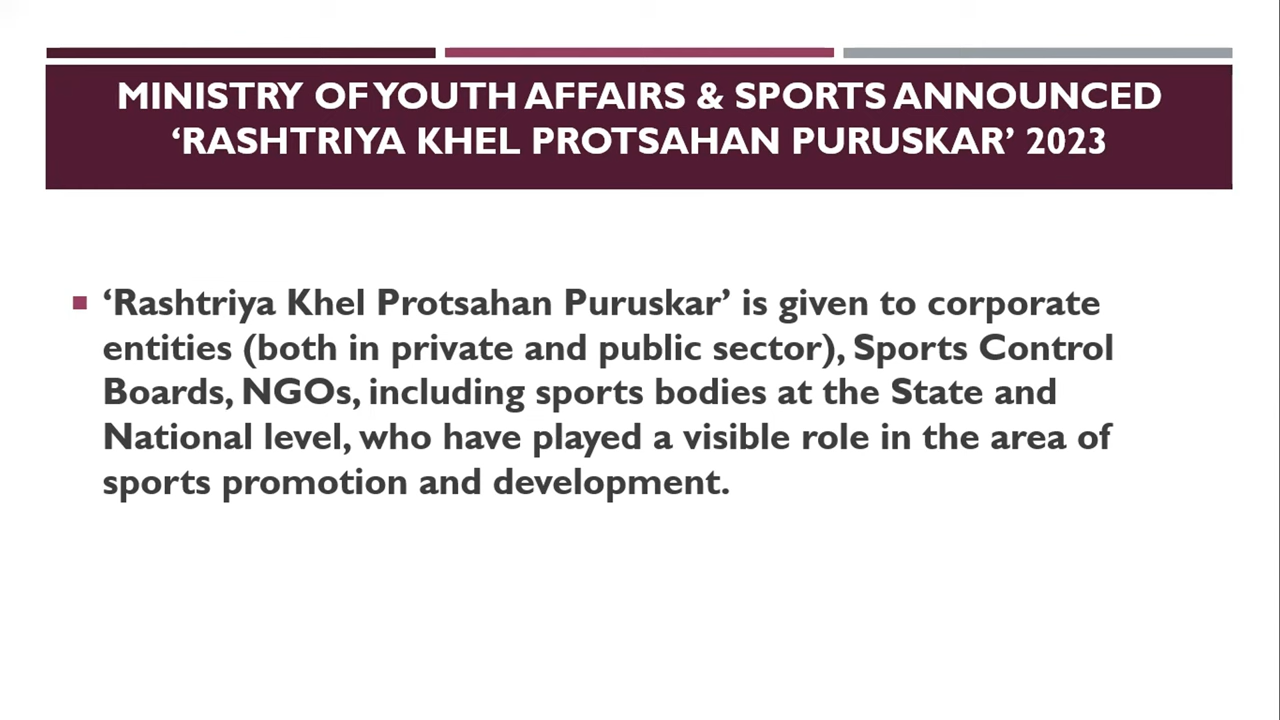 MINISTRY OF YOUTH AFFAIRS & SPORTS ANNOUNCED
‘RASHTRIYA KHEL PROTSAHAN PURUSKAR’ 2023
‘Rashtriya Khel Protsahan Puruskar’ is given to corporate
entities (both in private and public sector), Sports Control
Boards, NGOs, including sports bodies at the State and
National level, who have played a visible role in the area of
sports promotion and development.